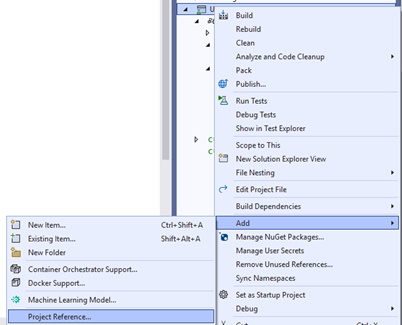 Build
Rebuild
Clean
Analyze and Code Cleanup
Pack
Publish...
Run Tests
Debug Tests
Show in Test Explorer
Scope to This
New Solution Explorer View
File Nesting
Edit Project File
Build Dependencies
Add
Manage NuGet Packages...
Manage User Secrets
Remove Unused References...
Sync Namespaces
Set as Startup Project
Debug
New Item... Ctrl+Shift+A
Existing Item... Shift+Alt+A
New Folder
Container Orchestrator Support...
Docker Support...
Machine Learning Model...
Project Reference...